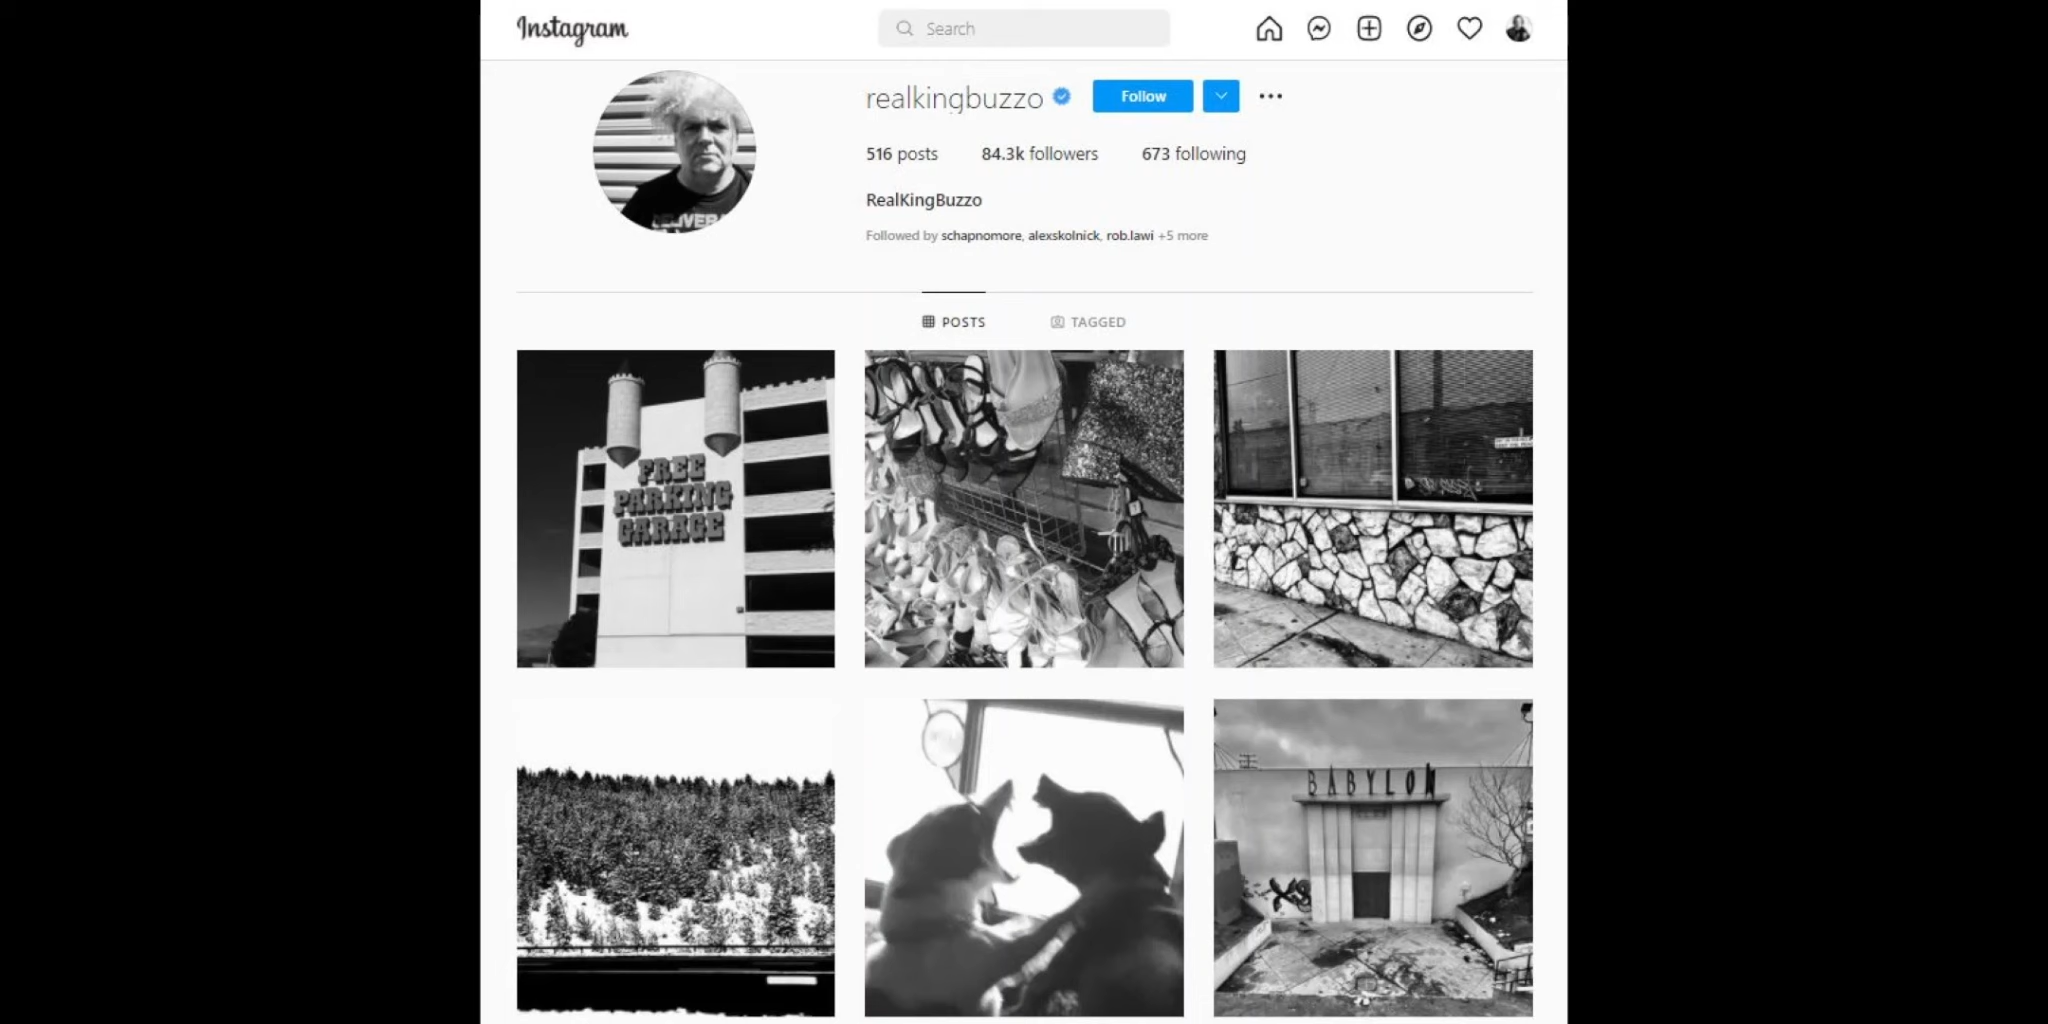 Instagram
Search
realkingbuzzo
Follow
516 posts 84.3k followers 673 following
RealKingBuzzo
Followed by schapnomore, alexskolnick, rob.lawi +5 more
POSTS TAGGED
FREE
PARKING
GARAGE
BABYLON